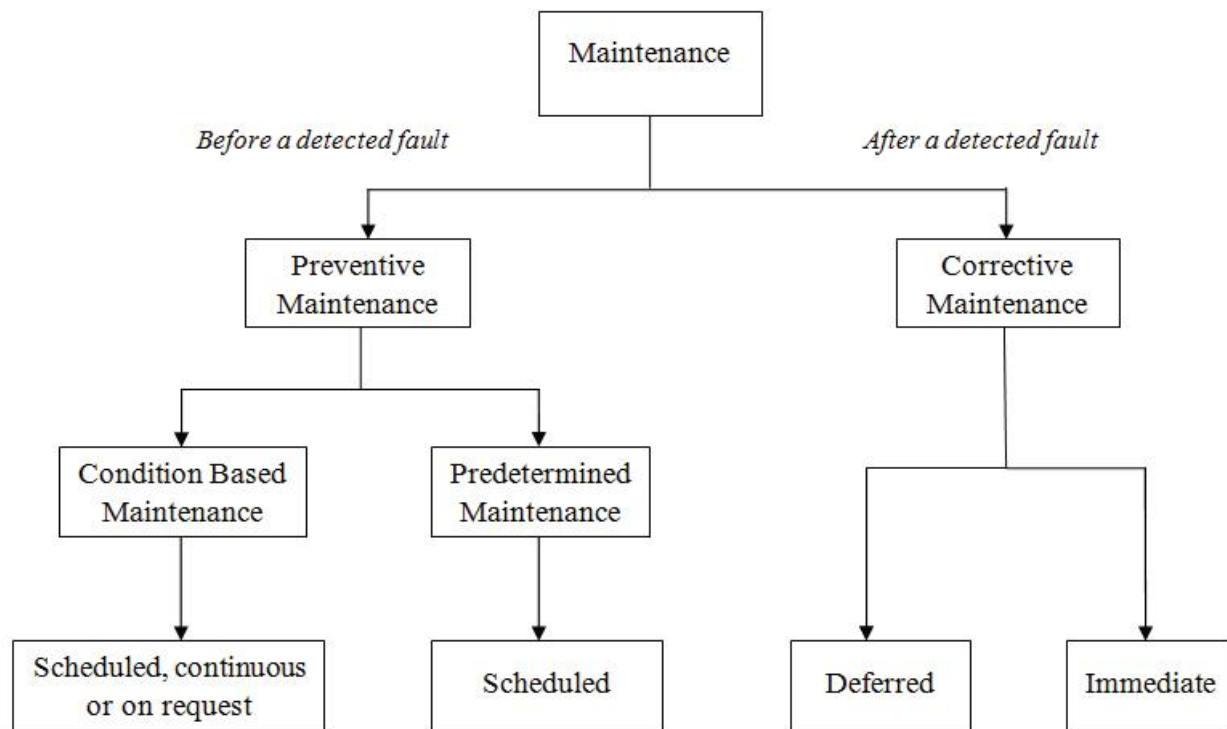 Maintenance
Before a detected fault
After a detected fault
Preventive
Maintenance
Corrective
Maintenance
Condition Based
Maintenance
Predetermined
Maintenance
Scheduled, continuous
or on request
Scheduled
Deferred
Immediate